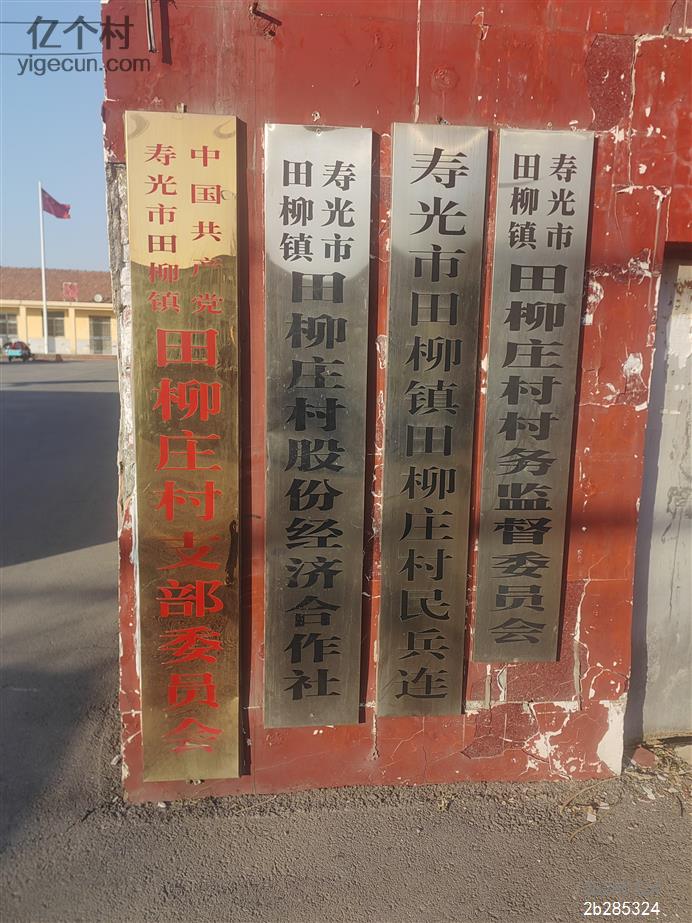 亿个村
yigecun.com
中国共产党
寿光市田柳镇
田柳庄村支部委员会
寿光市
田柳镇
田柳庄村股份经济合作社
寿光市田柳镇田柳庄村民兵连
寿光市
田柳镇
田柳庄村村务监督委员会
2b285324